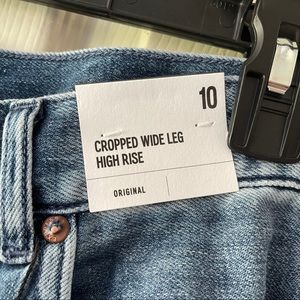 10
CROPPED WIDE LEG
HIGH RISE
ORIGINAL